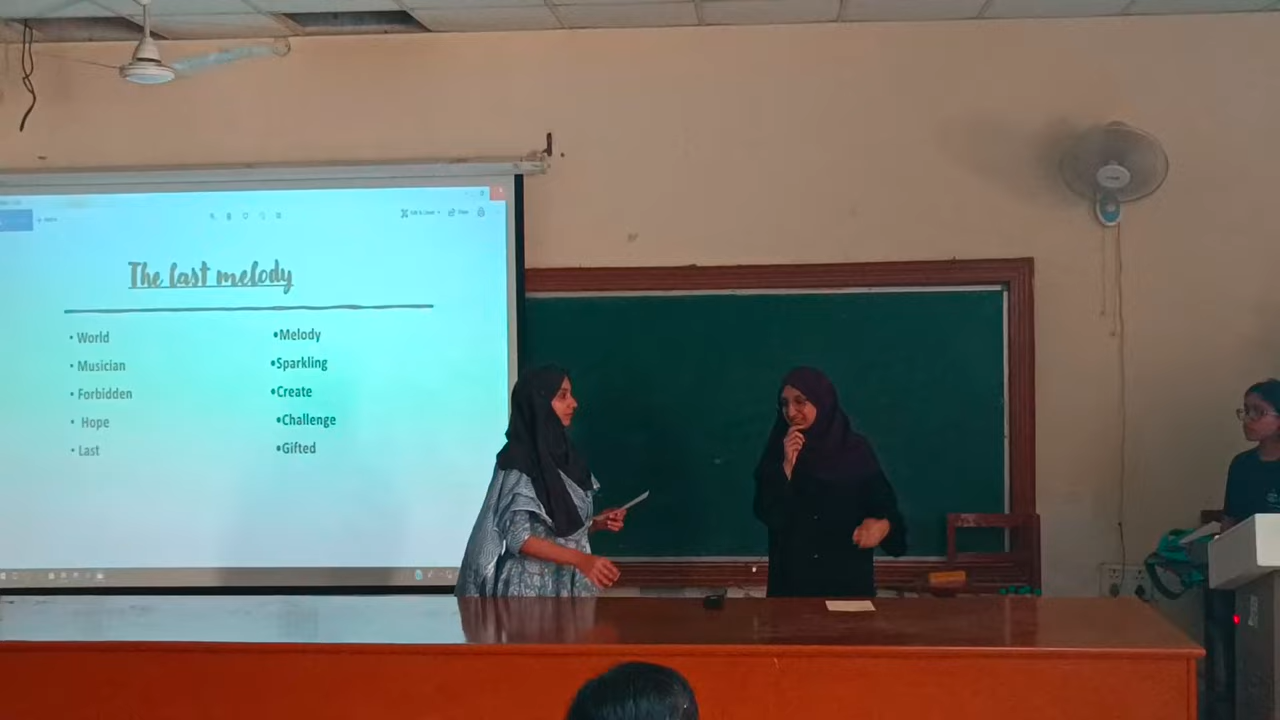 The last melody
• World
• Musician
• Forbidden
• Hope
• Last
•Melody
•Sparkling
•Create
•Challenge
•Gifted